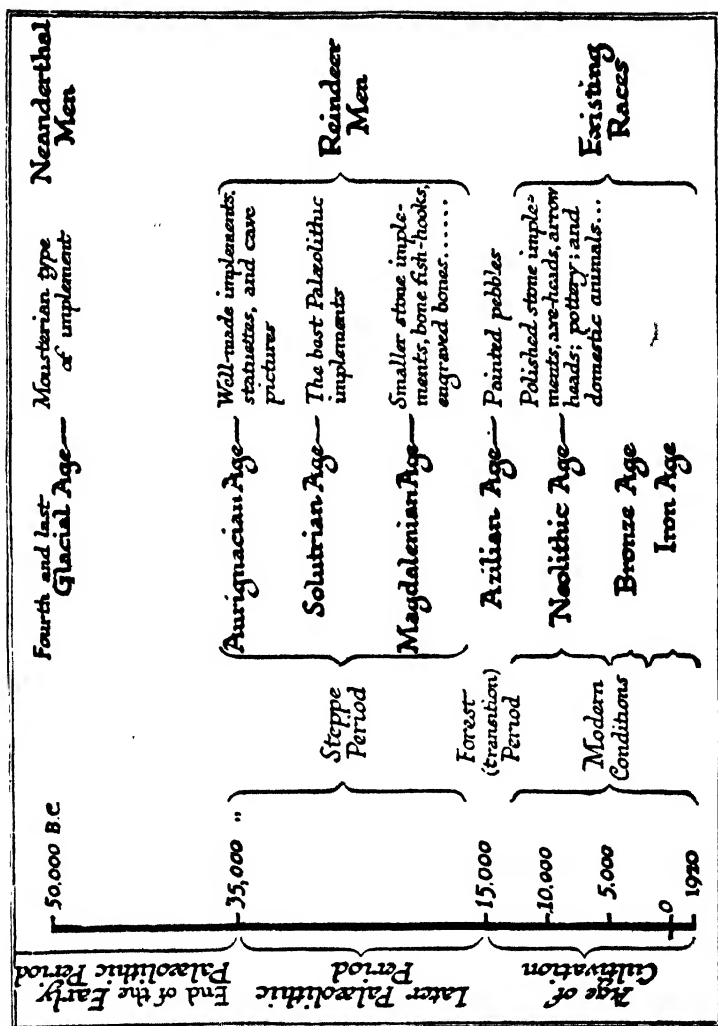 End of the Early
Palæolithic Period
50.000 B.C
Fourth and last
Glacial Age
Mousterian type
of implement
Neanderthal
Men
Later Palæolithic
Period
35,000 „
Steppe
Period
Aurignacian Age
Well-made implements.
statuettes, and cave
pictures
Solutrian Age
The best Palæolithic
implements
Magdalenian Age
Smaller stone imple-
ments, bone fish-hooks,
engraved bones......
Reindeer
Men
Age of
Cultivation
15,000
Forest
(transition)
Period
Azilian Age
Painted pebbles
10.000
5.000
0
1920
Modern
Conditions
Neolithic Age
Polished stone imple-
ments, axe-heads, arrow
heads; pottery; and
domestic animals...
Bronze Age
Iron Age
Existing
Races